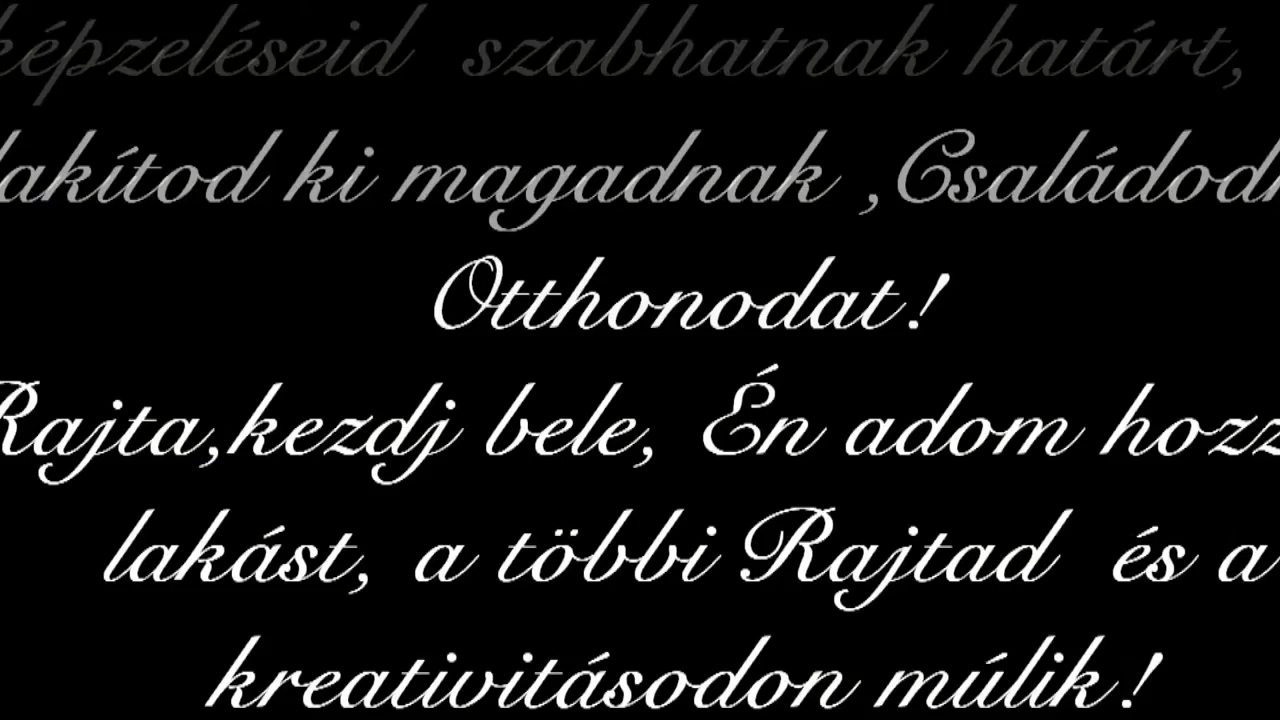 képzeléseid szabhatnak határt,
lakítod ki magadnak ,Családod
Otthonodat!
Rajta,kezdj bele, Én adom hozz
lakást, a többi Rajtad és a
kreativitásodon múlik!